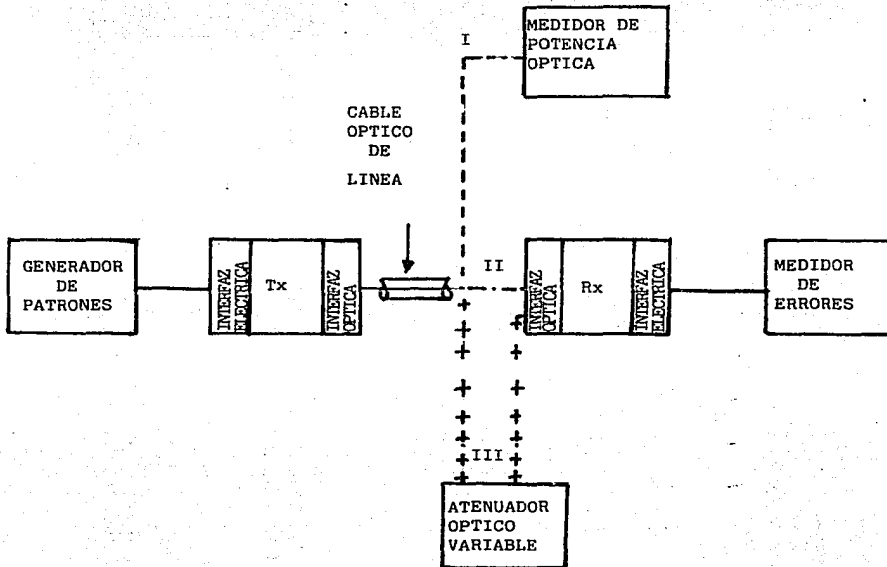 I
MEDIDOR DE
POTENCIA
OPTICA
CABLE
OPTICO
DE
LINEA
GENERADOR
DE
PATRONES
INTERFAZ
ELECTRICA
Tx
INTERFAZ
OPTICA
II
INTERFAZ
OPTICA
Rx
INTERFAZ
ELECTRICA
MEDIDOR
DE
ERRORES
III
ATENUADOR
OPTICO
VARIABLE